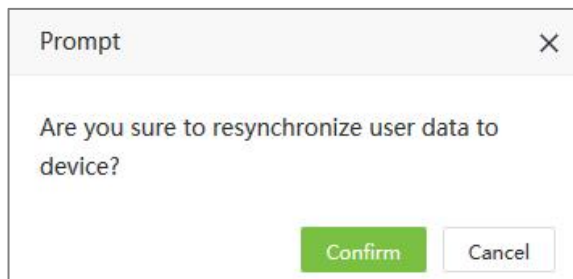 Prompt
Are you sure to resynchronize user data to
device?
Confirm Cancel